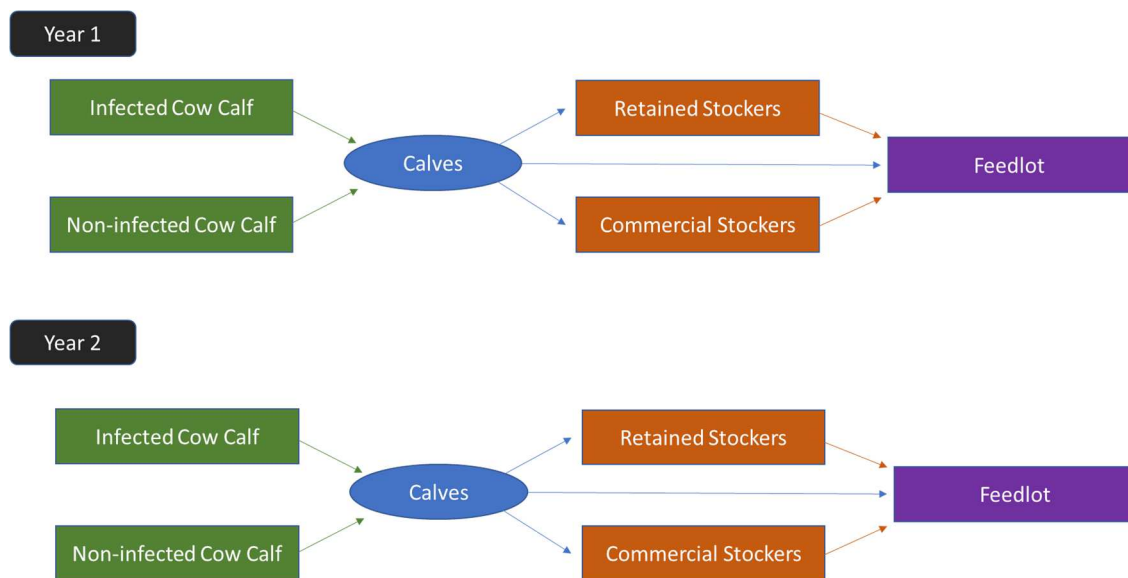 Year 1
Infected Cow Calf
Retained Stockers
Calves
Feedlot
Non-infected Cow Calf
Commercial Stockers
Year 2
Infected Cow Calf
Retained Stockers
Calves
Feedlot
Non-infected Cow Calf
Commercial Stockers